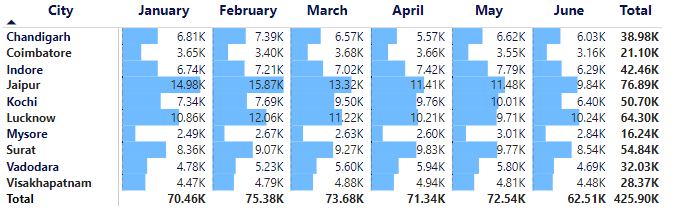 City January February March April May June Total
Chandigarh 6.81K 7.39K 6.57K 5.57K 6.62K 6.03K 38.98K
Coimbatore 3.65K 3.40K 3.68K 3.66K 3.55K 3.16K 21.10K
Indore 6.74K 7.21K 7.02K 7.42K 7.79K 6.29K 42.46K
Jaipur 14.98K 15.87K 13.32K 11.41K 11.48K 9.84K 76.89K
Kochi 7.34K 7.69K 9.50K 9.76K 10.01K 6.40K 50.70K
Lucknow 10.86K 12.06K 11.22K 10.21K 9.71K 10.24K 64.30K
Mysore 2.49K 2.67K 2.63K 2.60K 3.01K 2.84K 16.24K
Surat 8.36K 9.07K 9.27K 9.83K 9.77K 8.54K 54.84K
Vadodara 4.78K 5.23K 5.60K 5.94K 5.80K 4.69K 32.03K
Visakhapatnam 4.47K 4.79K 4.88K 4.94K 4.81K 4.48K 28.37K
Total 70.46K 75.38K 73.68K 71.34K 72.54K 62.51K 425.90K